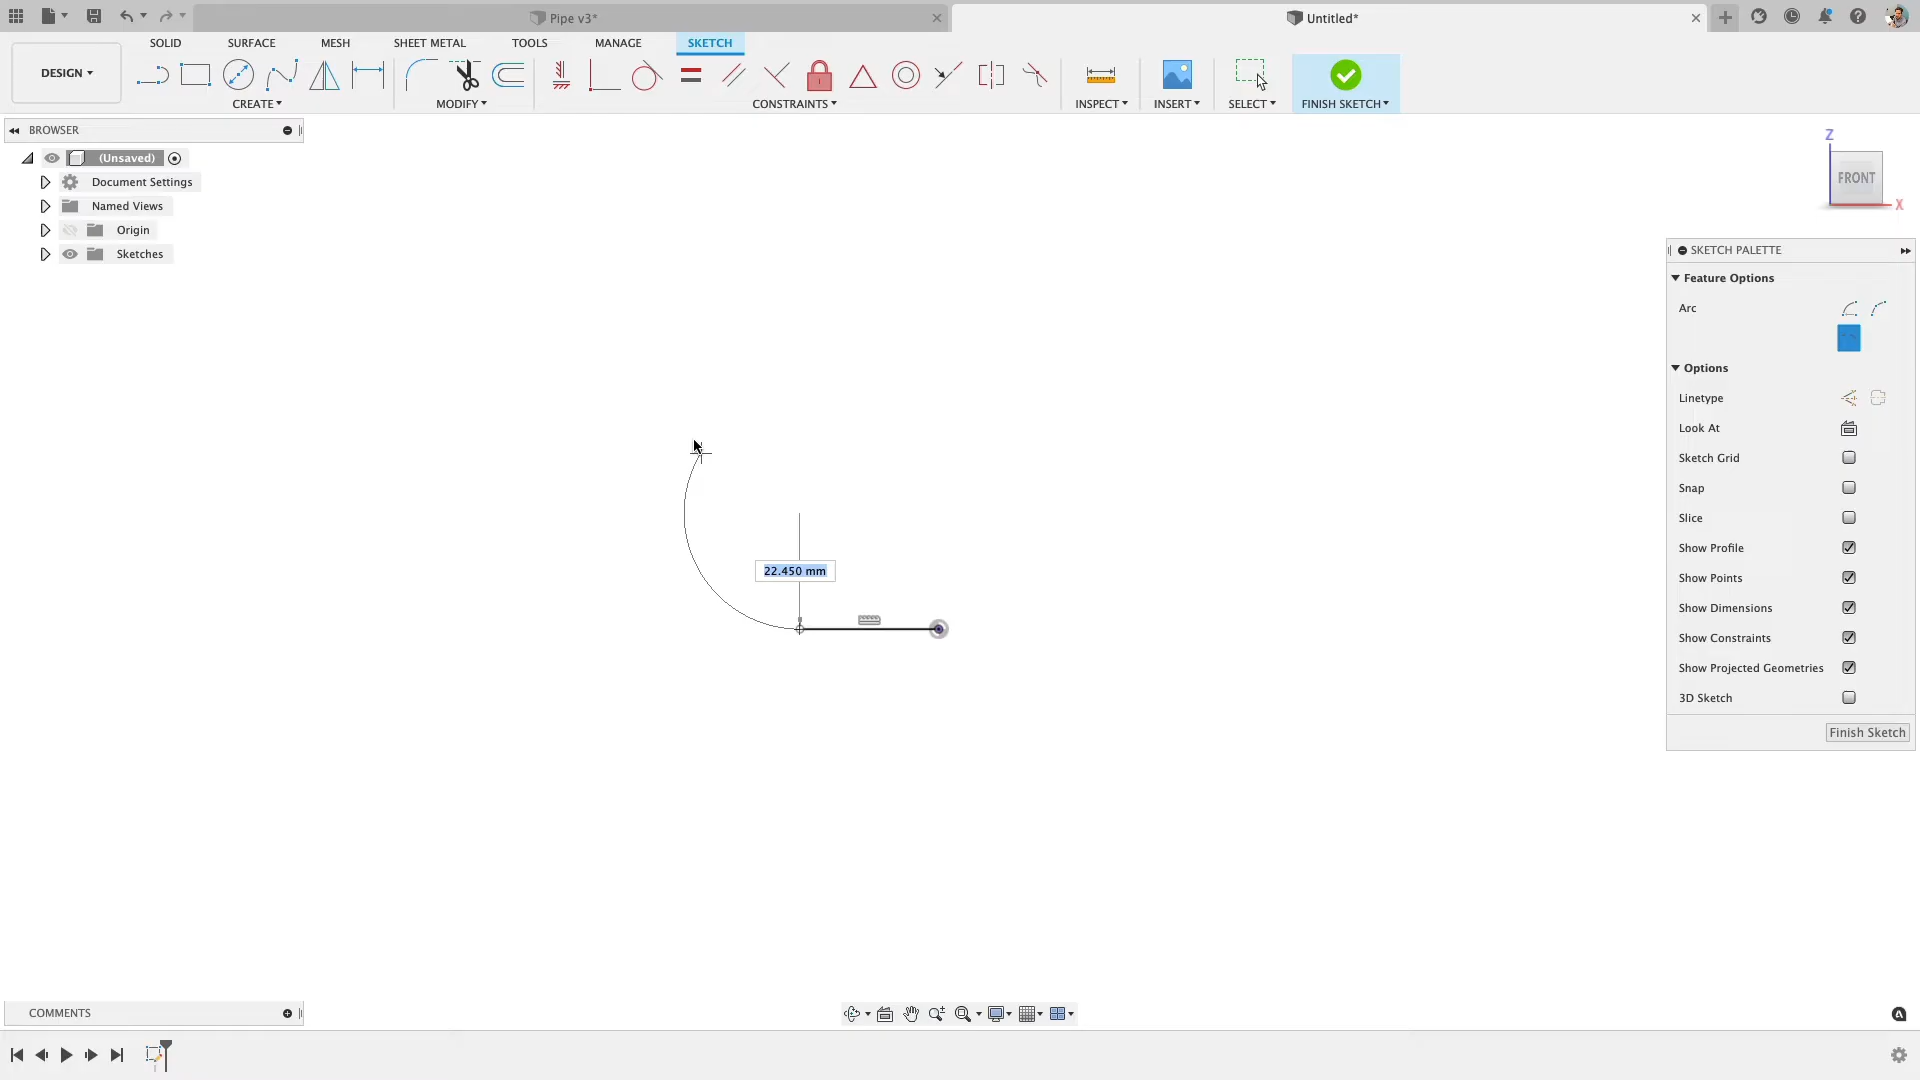 Pipe v3*
Untitled*
SOLID
SURFACE
MESH
SHEET METAL
TOOLS
MANAGE
SKETCH
DESIGN
CREATE
MODIFY
CONSTRAINTS
INSPECT
INSERT
SELECT
FINISH SKETCH
BROWSER
(Unsaved)
Document Settings
Named Views
Origin
Sketches
Z
FRONT
X
SKETCH PALETTE
Feature Options
Arc
Options
Linetype
Look At
Sketch Grid
Snap
Slice
Show Profile
Show Points
Show Dimensions
Show Constraints
Show Projected Geometries
3D Sketch
Finish Sketch
22.450 mm
COMMENTS